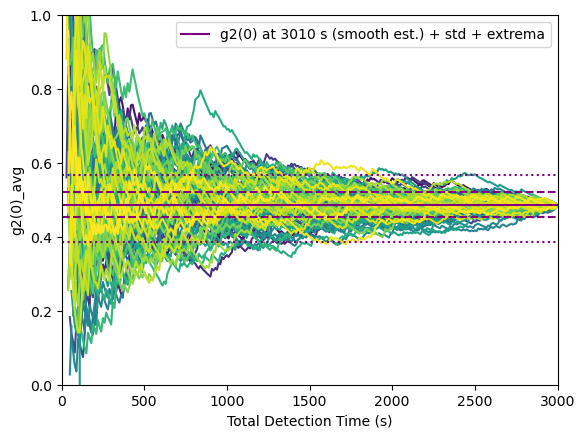 g2(0) at 3010 s (smooth est.) + std + extrema
1.0
0.8
0.6
0.4
0.2
0.0
g2(0)_avg
0 500 1000 1500 2000 2500 3000
Total Detection Time (s)